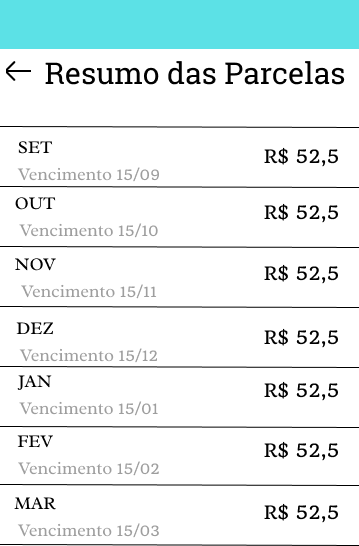 Resumo das Parcelas
SET
R$ 52,5
Vencimento 15/09
OUT
R$ 52,5
Vencimento 15/10
NOV
R$ 52,5
Vencimento 15/11
DEZ
R$ 52,5
Vencimento 15/12
JAN
R$ 52,5
Vencimento 15/01
FEV
R$ 52,5
Vencimento 15/02
MAR
R$ 52,5
Vencimento 15/03